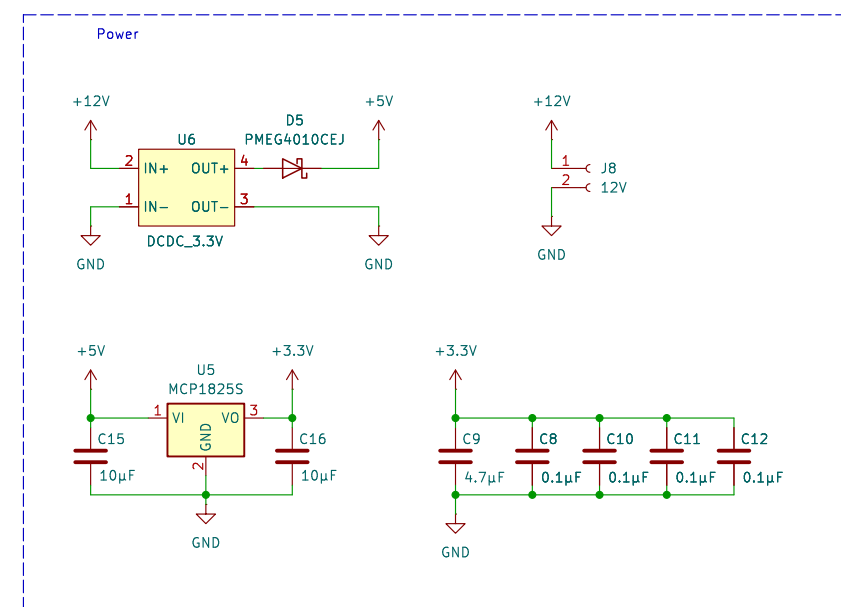 Power
+12V
+5V
+12V
D5
PMEG4010CEJ
U6
2 IN+ OUT+ 4
1 IN- OUT- 3
DCDC_3.3V
GND
GND
1 J8
2 12V
GND
+5V
+3.3V
+3.3V
U5
MCP1825S
1 VI VO 3
GND
2
C15
10µF
C16
10µF
GND
C9
4.7µF
C8
0.1µF
C10
0.1µF
C11
0.1µF
C12
0.1µF
GND